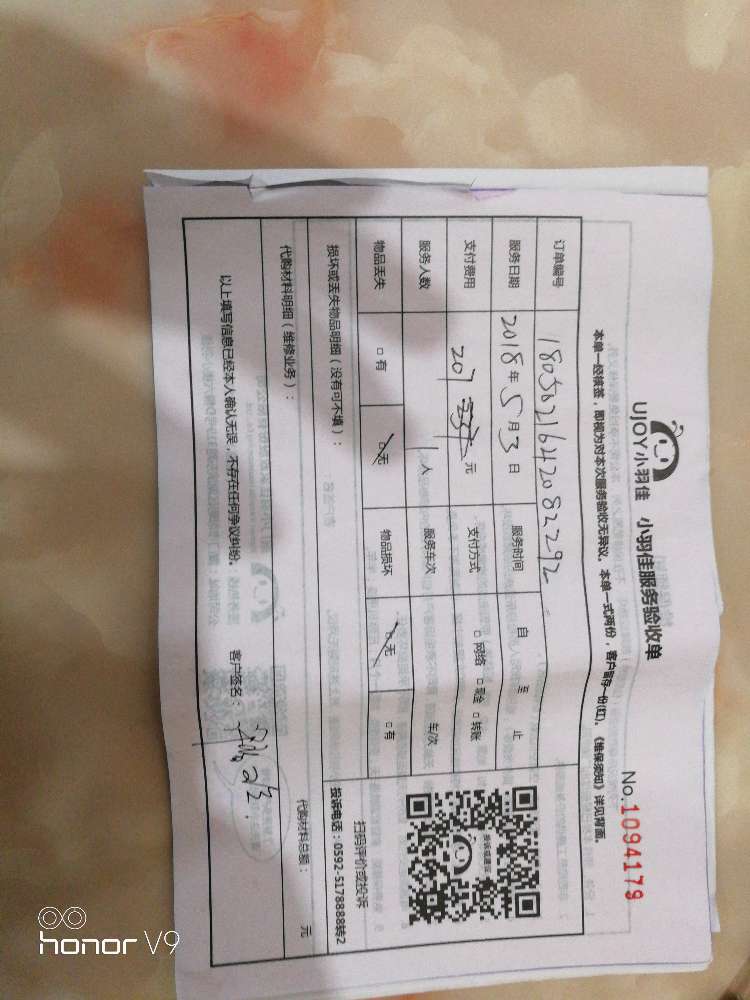 UJOY小羽佳 小羽佳服务验收单
No.1094179
本单一经核签，即视为对本次服务验收无异议。本单一式两份，客户留存一份(红)。《维保须知》详见背面。
订单编号 1805021642082292
服务日期 2018年5月3日 服务时间 自 至 止
支付费用 201 元 支付方式 □网络 □现金 □转账
服务人数 1人 服务车次 车/次
物品丢失 □有 □无 物品损坏 □无 □有
损坏或丢失物品明细（没有可不填）：
扫码评价或投诉
投诉电话：0592-5178888转2
代购材料明细（维修业务）： 代购材料总额： 元
以上填写信息已经本人确认无误，不存在任何争议纠纷。 客户签名：
honor V9